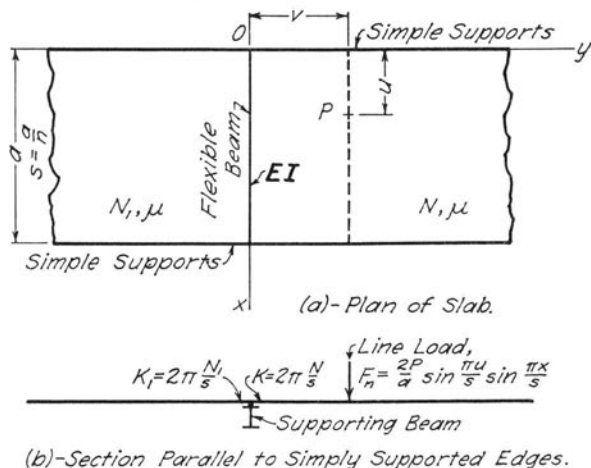 O
v
Simple Supports
y
a
s = a/n
Flexible Beam
EI
u
P
N₁, μ
N, μ
Simple Supports
x
(a)-Plan of Slab.
Line Load,
K₁=2π N₁/s
K=2π N/s
Fₙ = 2P/a sin πu/s sin πx/s
Supporting Beam
(b)-Section Parallel to Simply Supported Edges.